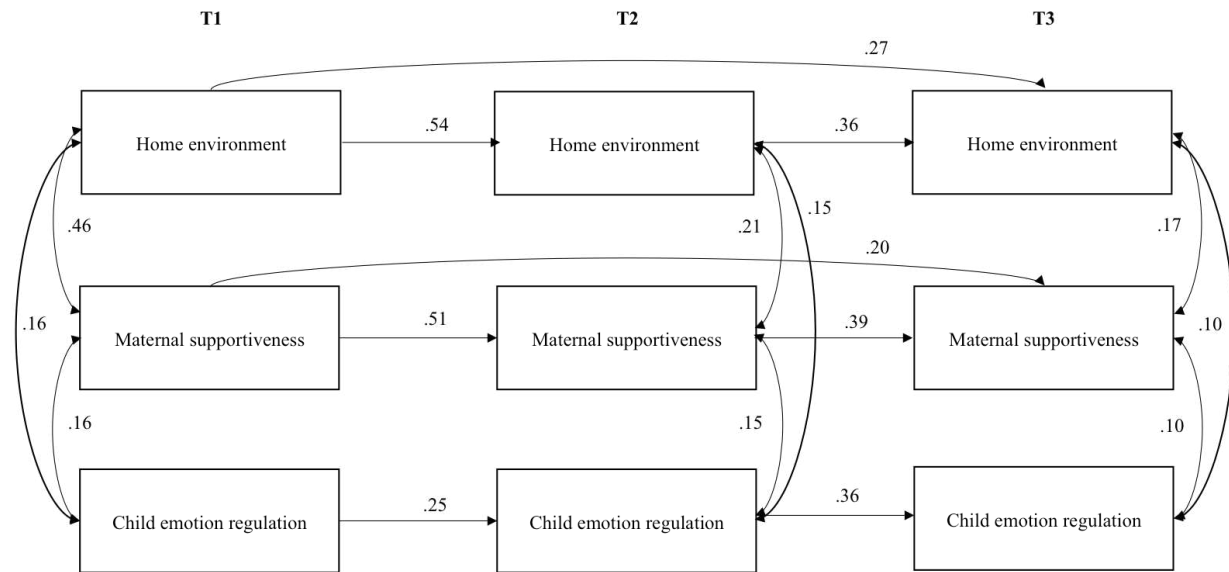 T1 T2 T3
.27
Home environment .54 Home environment .36 Home environment
.46 .21 .15 .17
.20
.16 Maternal supportiveness .51 Maternal supportiveness .39 Maternal supportiveness .10
.16 .15 .10
Child emotion regulation .25 Child emotion regulation .36 Child emotion regulation